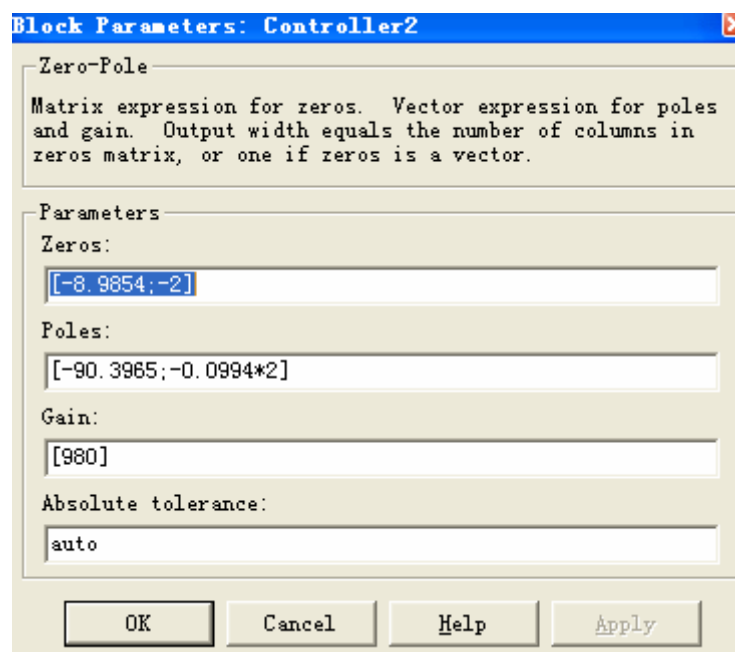 Block Parameters: Controller2
Zero-Pole
Matrix expression for zeros.  Vector expression for poles
and gain.  Output width equals the number of columns in
zeros matrix, or one if zeros is a vector.
Parameters
Zeros:
[-8.9854;-2]
Poles:
[-90.3965;-0.0994*2]
Gain:
[980]
Absolute tolerance:
auto
OK Cancel Help Apply